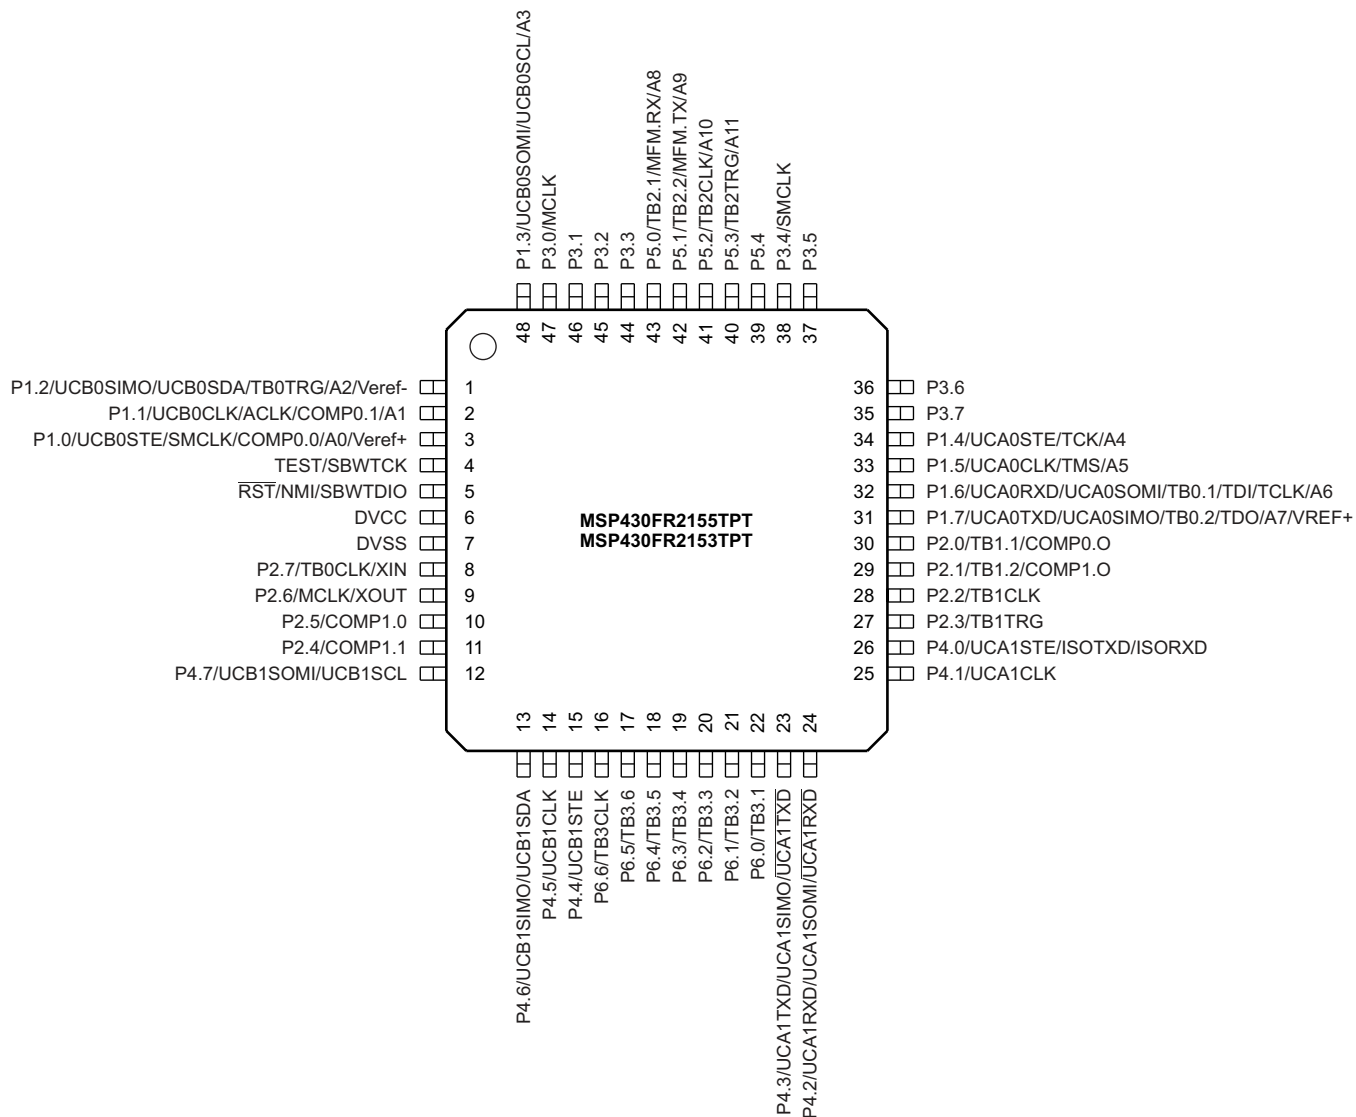 P1.3/UCB0SOMI/UCB0SCL/A3
P3.0/MCLK
P3.1
P3.2
P3.3
P5.0/TB2.1/MFM.RX/A8
P5.1/TB2.2/MFM.TX/A9
P5.2/TB2CLK/A10
P5.3/TB2TRG/A11
P5.4
P3.4/SMCLK
P3.5
48 47 46 45 44 43 42 41 40 39 38 37
P1.2/UCB0SIMO/UCB0SDA/TB0TRG/A2/Veref- 1
P1.1/UCB0CLK/ACLK/COMP0.1/A1 2
P1.0/UCB0STE/SMCLK/COMP0.0/A0/Veref+ 3
TEST/SBWTCK 4
R̅S̅T̅/NMI/SBWTDIO 5
DVCC 6
DVSS 7
P2.7/TB0CLK/XIN 8
P2.6/MCLK/XOUT 9
P2.5/COMP1.0 10
P2.4/COMP1.1 11
P4.7/UCB1SOMI/UCB1SCL 12
MSP430FR2155TPT
MSP430FR2153TPT
36 P3.6
35 P3.7
34 P1.4/UCA0STE/TCK/A4
33 P1.5/UCA0CLK/TMS/A5
32 P1.6/UCA0RXD/UCA0SOMI/TB0.1/TDI/TCLK/A6
31 P1.7/UCA0TXD/UCA0SIMO/TB0.2/TDO/A7/VREF+
30 P2.0/TB1.1/COMP0.O
29 P2.1/TB1.2/COMP1.O
28 P2.2/TB1CLK
27 P2.3/TB1TRG
26 P4.0/UCA1STE/ISOTXD/ISORXD
25 P4.1/UCA1CLK
13 14 15 16 17 18 19 20 21 22 23 24
P4.6/UCB1SIMO/UCB1SDA
P4.5/UCB1CLK
P4.4/UCB1STE
P6.6/TB3CLK
P6.5/TB3.6
P6.4/TB3.5
P6.3/TB3.4
P6.2/TB3.3
P6.1/TB3.2
P6.0/TB3.1
P4.3/UCA1TXD/UCA1SIMO/U̅C̅A̅1̅T̅X̅D̅
P4.2/UCA1RXD/UCA1SOMI/U̅C̅A̅1̅R̅X̅D̅